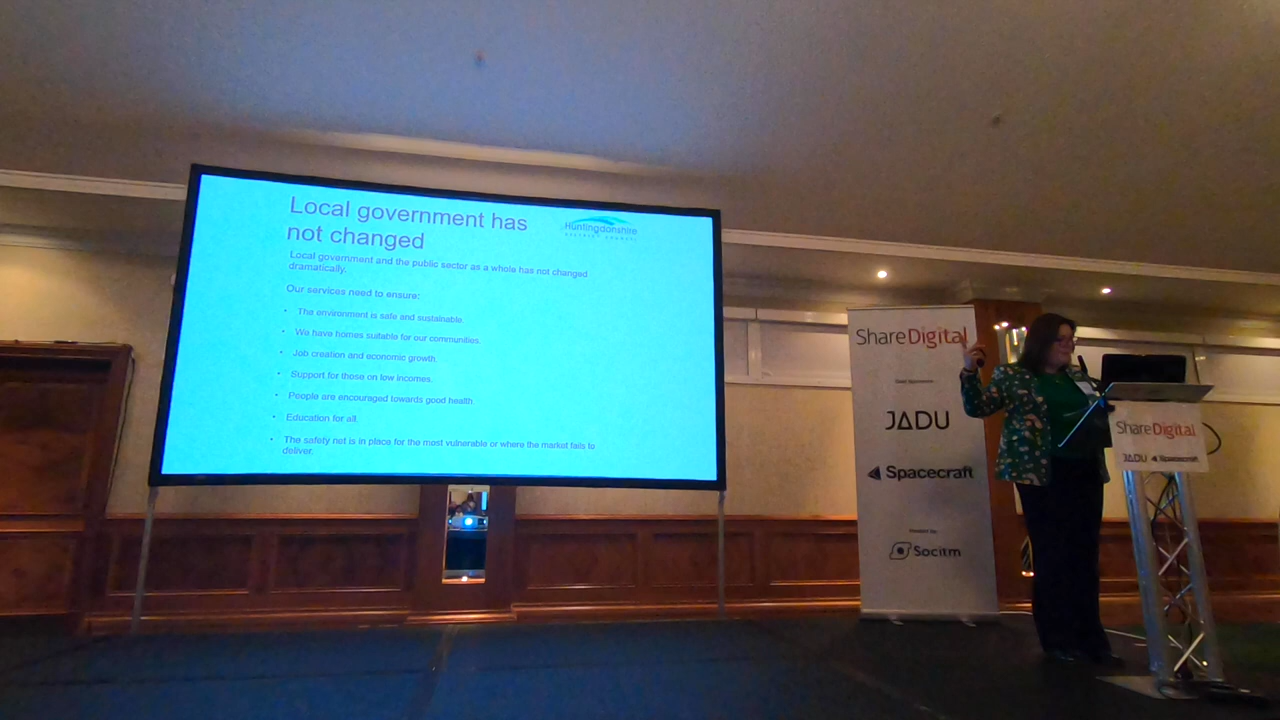 Local government has
not changed
Huntingdonshire
DISTRICT COUNCIL
Local government and the public sector as a whole has not changed
dramatically.
Our services need to ensure:
• The environment is safe and sustainable.
• We have homes suitable for our communities.
• Job creation and economic growth.
• Support for those on low incomes.
• People are encouraged towards good health.
• Education for all.
• The safety net is in place for the most vulnerable or where the market fails to
deliver.
ShareDigital
JADU
Spacecraft
Socitm
ShareDigital
JADU Spacecraft